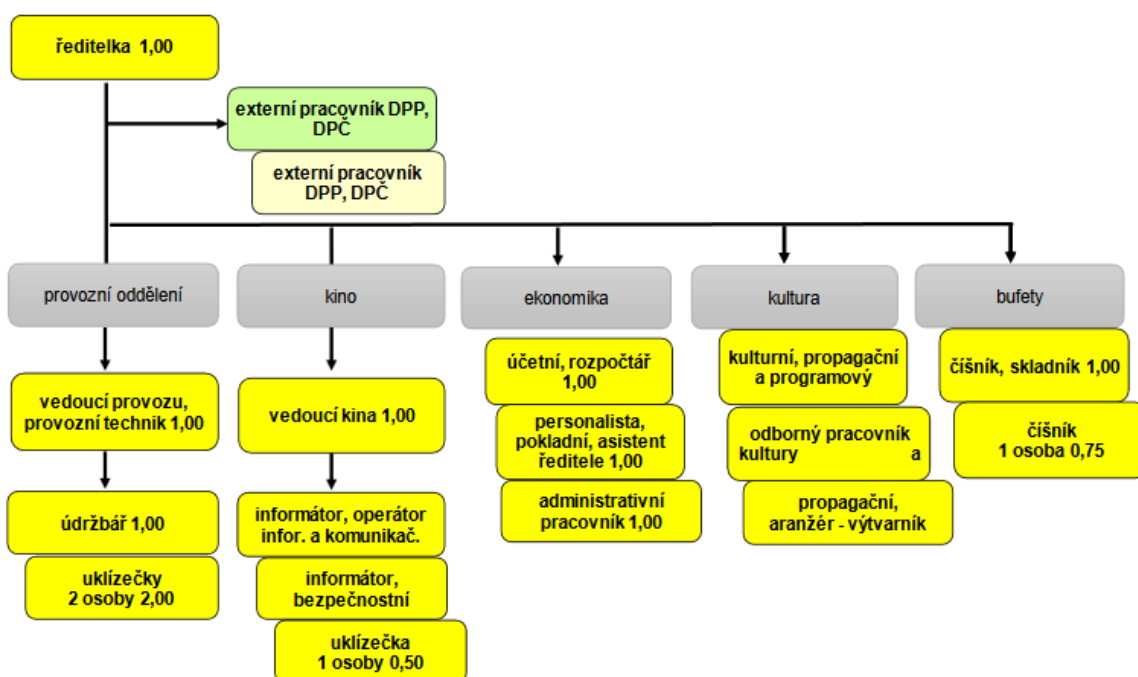 ředitelka 1,00
externí pracovník DPP,
DPČ
externí pracovník
DPP, DPČ
provozní oddělení
kino
ekonomika
kultura
bufety
vedoucí provozu,
provozní technik 1,00
údržbář 1,00
uklízečky
2 osoby 2,00
vedoucí kina 1,00
informátor, operátor
infor. a komunikač.
informátor,
bezpečnostní
uklízečka
1 osoby 0,50
účetní, rozpočtář
1,00
personalista,
pokladní, asistent
ředitele 1,00
administrativní
pracovník 1,00
kulturní, propagační
a programový
odborný pracovník
kultury a
propagační,
aranžér - výtvarník
číšník, skladník 1,00
číšník
1 osoba 0,75